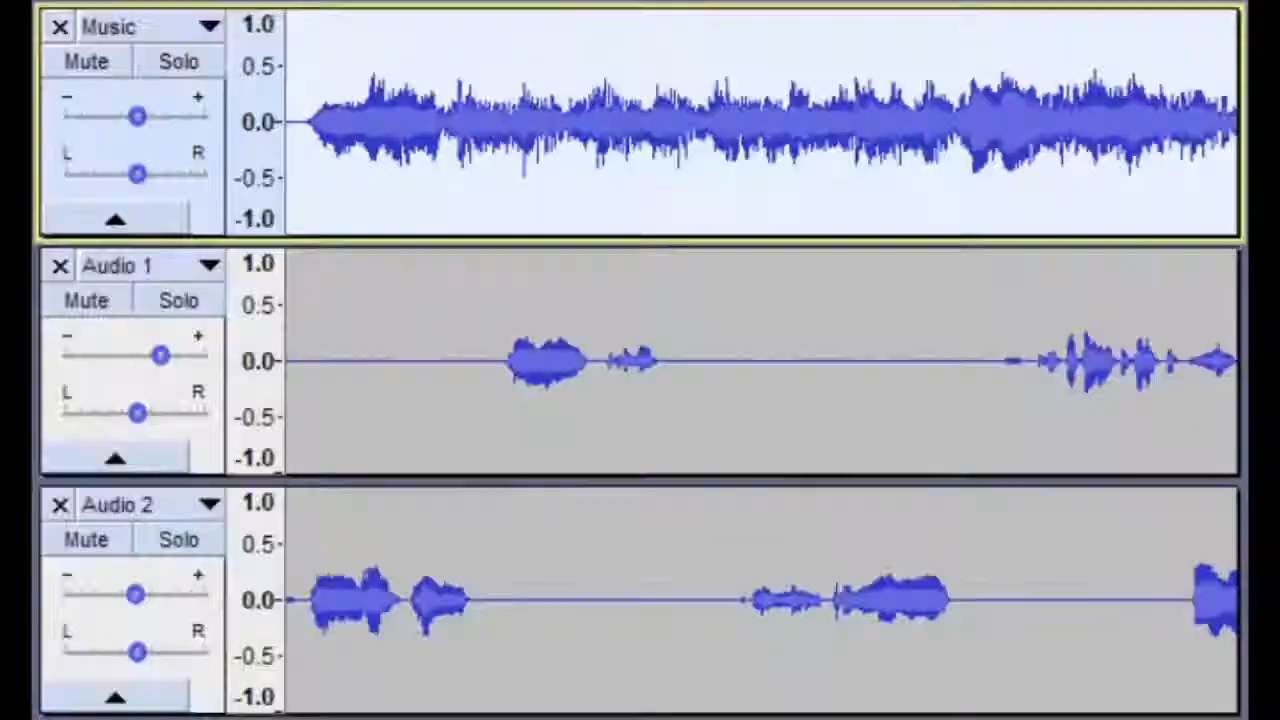 × Music ▼ 1.0
Mute Solo 0.5-
- +
0.0-
L R
-0.5-
-1.0
× Audio 1 ▼ 1.0
Mute Solo 0.5-
- +
0.0-
L R
-0.5-
-1.0
× Audio 2 ▼ 1.0
Mute Solo 0.5-
- +
0.0-
L R
-0.5-
-1.0